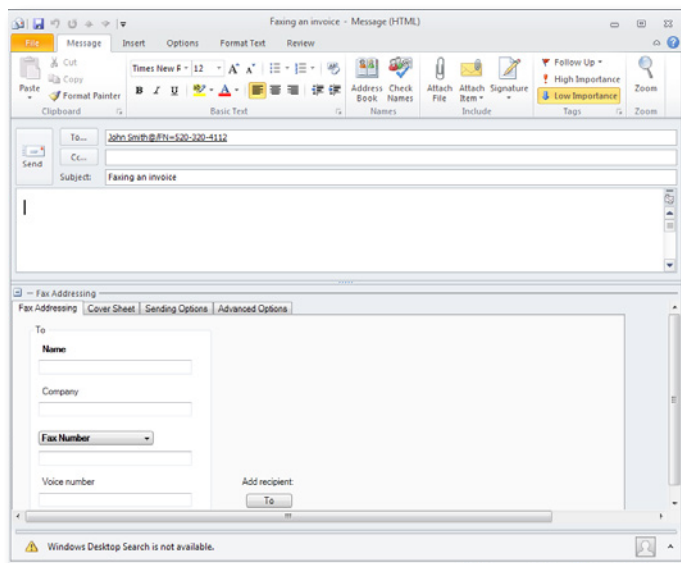 Faxing an invoice - Message (HTML)
File Message Insert Options Format Text Review
Cut
Copy
Format Painter
Paste
Clipboard
Times New F 12
B I U
Basic Text
Address Book
Check Names
Names
Attach File
Attach Item
Signature
Include
Follow Up
High Importance
Low Importance
Tags
Zoom
Zoom
Send
To... John Smith@/FN=520-320-4112
Cc...
Subject: Faxing an invoice
Fax Addressing
Fax Addressing Cover Sheet Sending Options Advanced Options
To
Name
Company
Fax Number
Voice number
Add recipient:
To
Windows Desktop Search is not available.